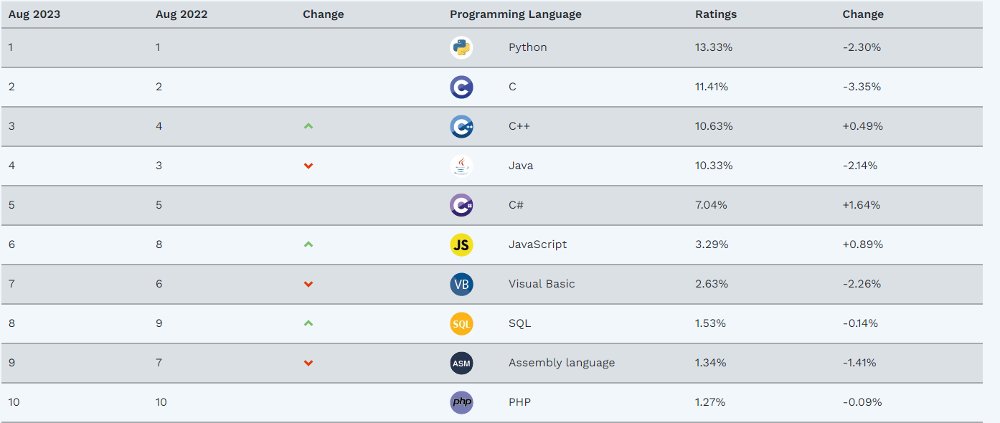 Aug 2023 Aug 2022 Change Programming Language Ratings Change
1 1 Python 13.33% -2.30%
2 2 C C 11.41% -3.35%
3 4 C++ C++ 10.63% +0.49%
4 3 Java 10.33% -2.14%
5 5 C# C# 7.04% +1.64%
6 8 JS JavaScript 3.29% +0.89%
7 6 VB Visual Basic 2.63% -2.26%
8 9 SQL SQL 1.53% -0.14%
9 7 ASM Assembly language 1.34% -1.41%
10 10 php PHP 1.27% -0.09%